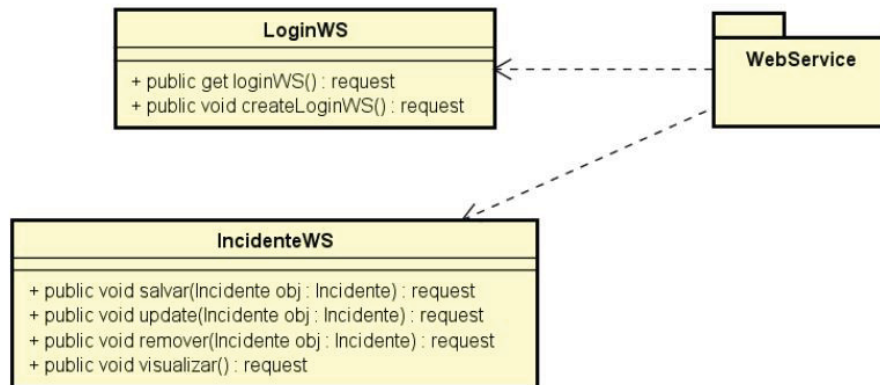 LoginWS
+ public get loginWS() : request
+ public void createLoginWS() : request
WebService
IncidenteWS
+ public void salvar(Incidente obj : Incidente) : request
+ public void update(Incidente obj : Incidente) : request
+ public void remover(Incidente obj : Incidente) : request
+ public void visualizar() : request